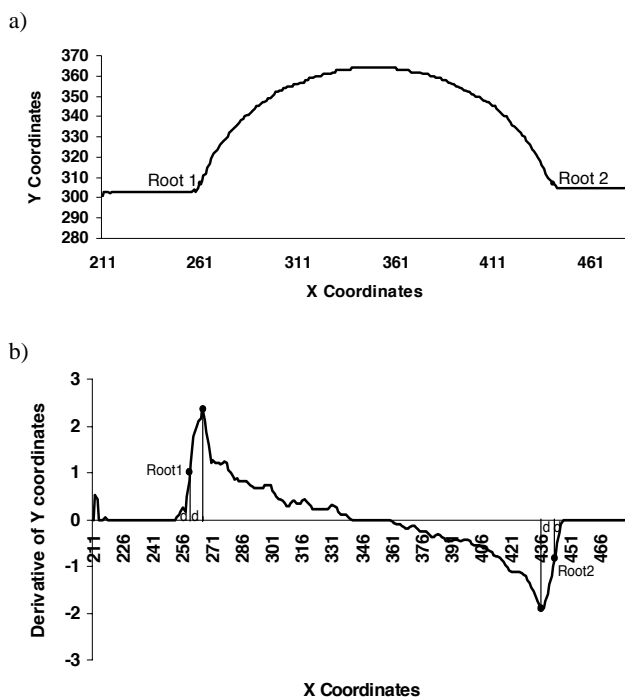 a)
370
360
350
340
330
320
310
300
290
280
Y Coordinates
Root 1
Root 2
211 261 311 361 411 461
X Coordinates
b)
3
2
1
0
-1
-2
-3
Derivative of Y coordinates
Root1
d d
d d
Root2
211 226 241 256 271 286 301 316 331 346 361 376 391 406 421 436 451 466
X Coordinates